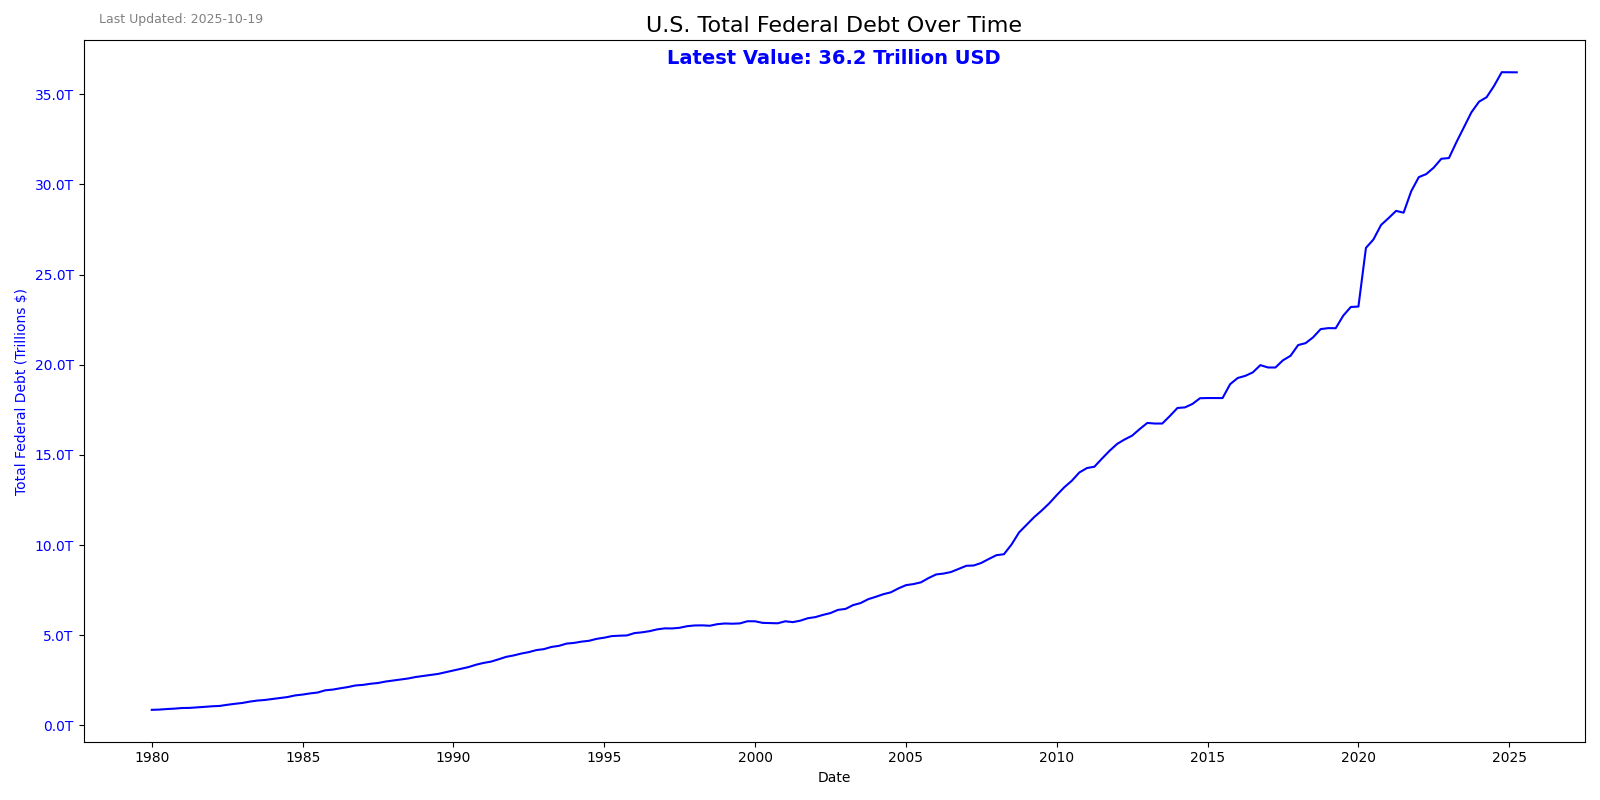 Last Updated: 2025-10-19
U.S. Total Federal Debt Over Time
Latest Value: 36.2 Trillion USD
Total Federal Debt (Trillions $)
35.0T
30.0T
25.0T
20.0T
15.0T
10.0T
5.0T
0.0T
1980 1985 1990 1995 2000 2005 2010 2015 2020 2025
Date